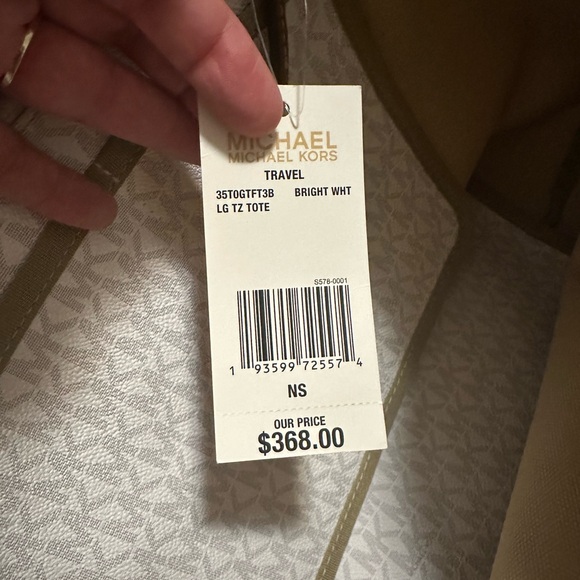 MICHAEL
MICHAEL KORS
TRAVEL
35T0GTFT3B BRIGHT WHT
LG TZ TOTE
S578-0001
1 93599 72557 4
NS
OUR PRICE
$368.00